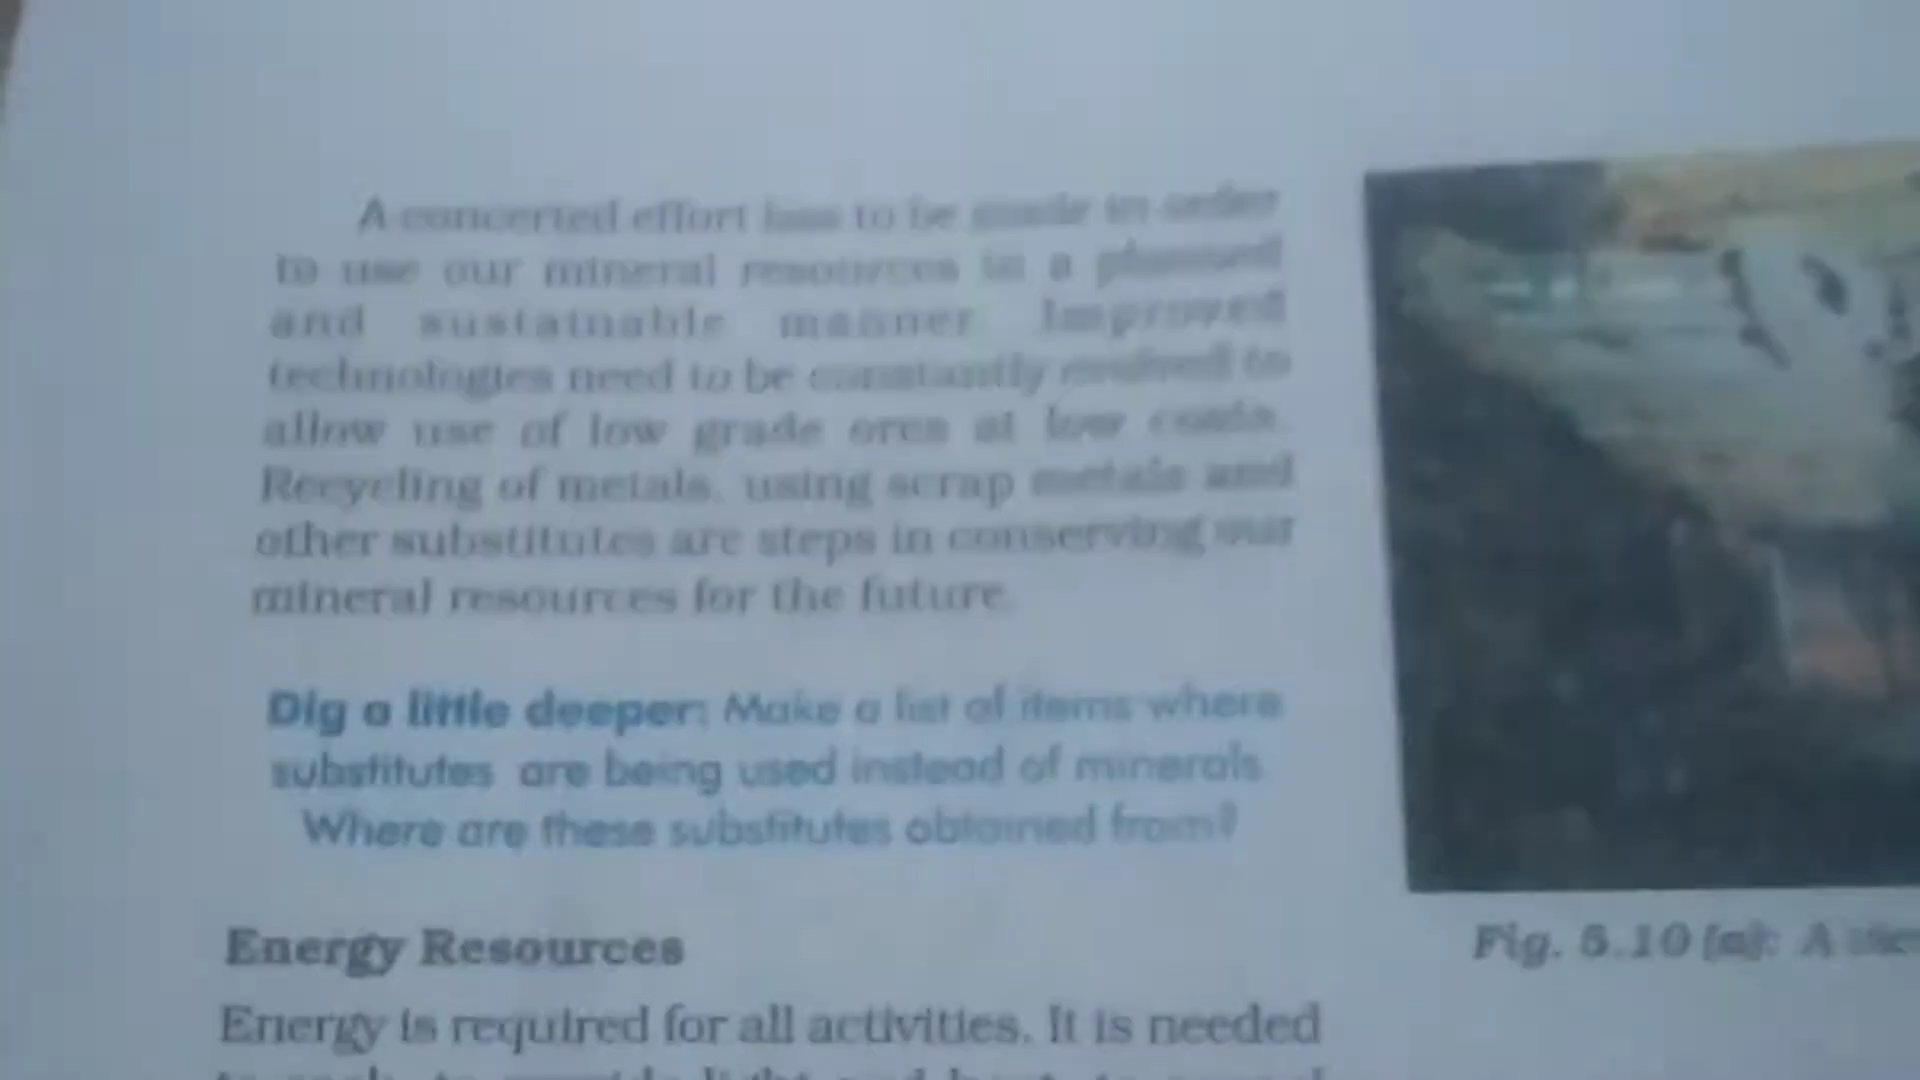 A concerted effort has to be made in order
to use our mineral resources in a planned
and sustainable manner. Improved
technologies need to be constantly evolved to
allow use of low grade ores at low costs.
Recycling of metals, using scrap metals and
other substitutes are steps in conserving our
mineral resources for the future.
Dig a little deeper: Make a list of items where
substitutes are being used instead of minerals.
Where are these substitutes obtained from?
Energy Resources
Energy is required for all activities. It is needed
Fig. 5.10 (a): A